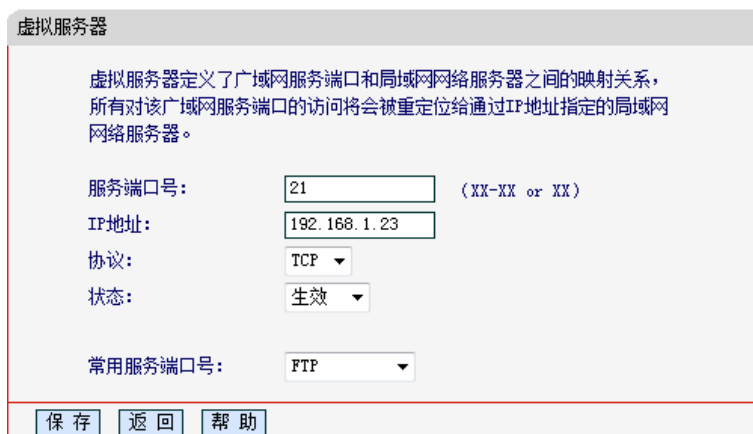 虚拟服务器
虚拟服务器定义了广域网服务端口和局域网网络服务器之间的映射关系，
所有对该广域网服务端口的访问将会被重定位给通过IP地址指定的局域网
网络服务器。
服务端口号： 21 (XX-XX or XX)
IP地址： 192.168.1.23
协议： TCP
状态： 生效
常用服务端口号： FTP
保 存 返 回 帮 助